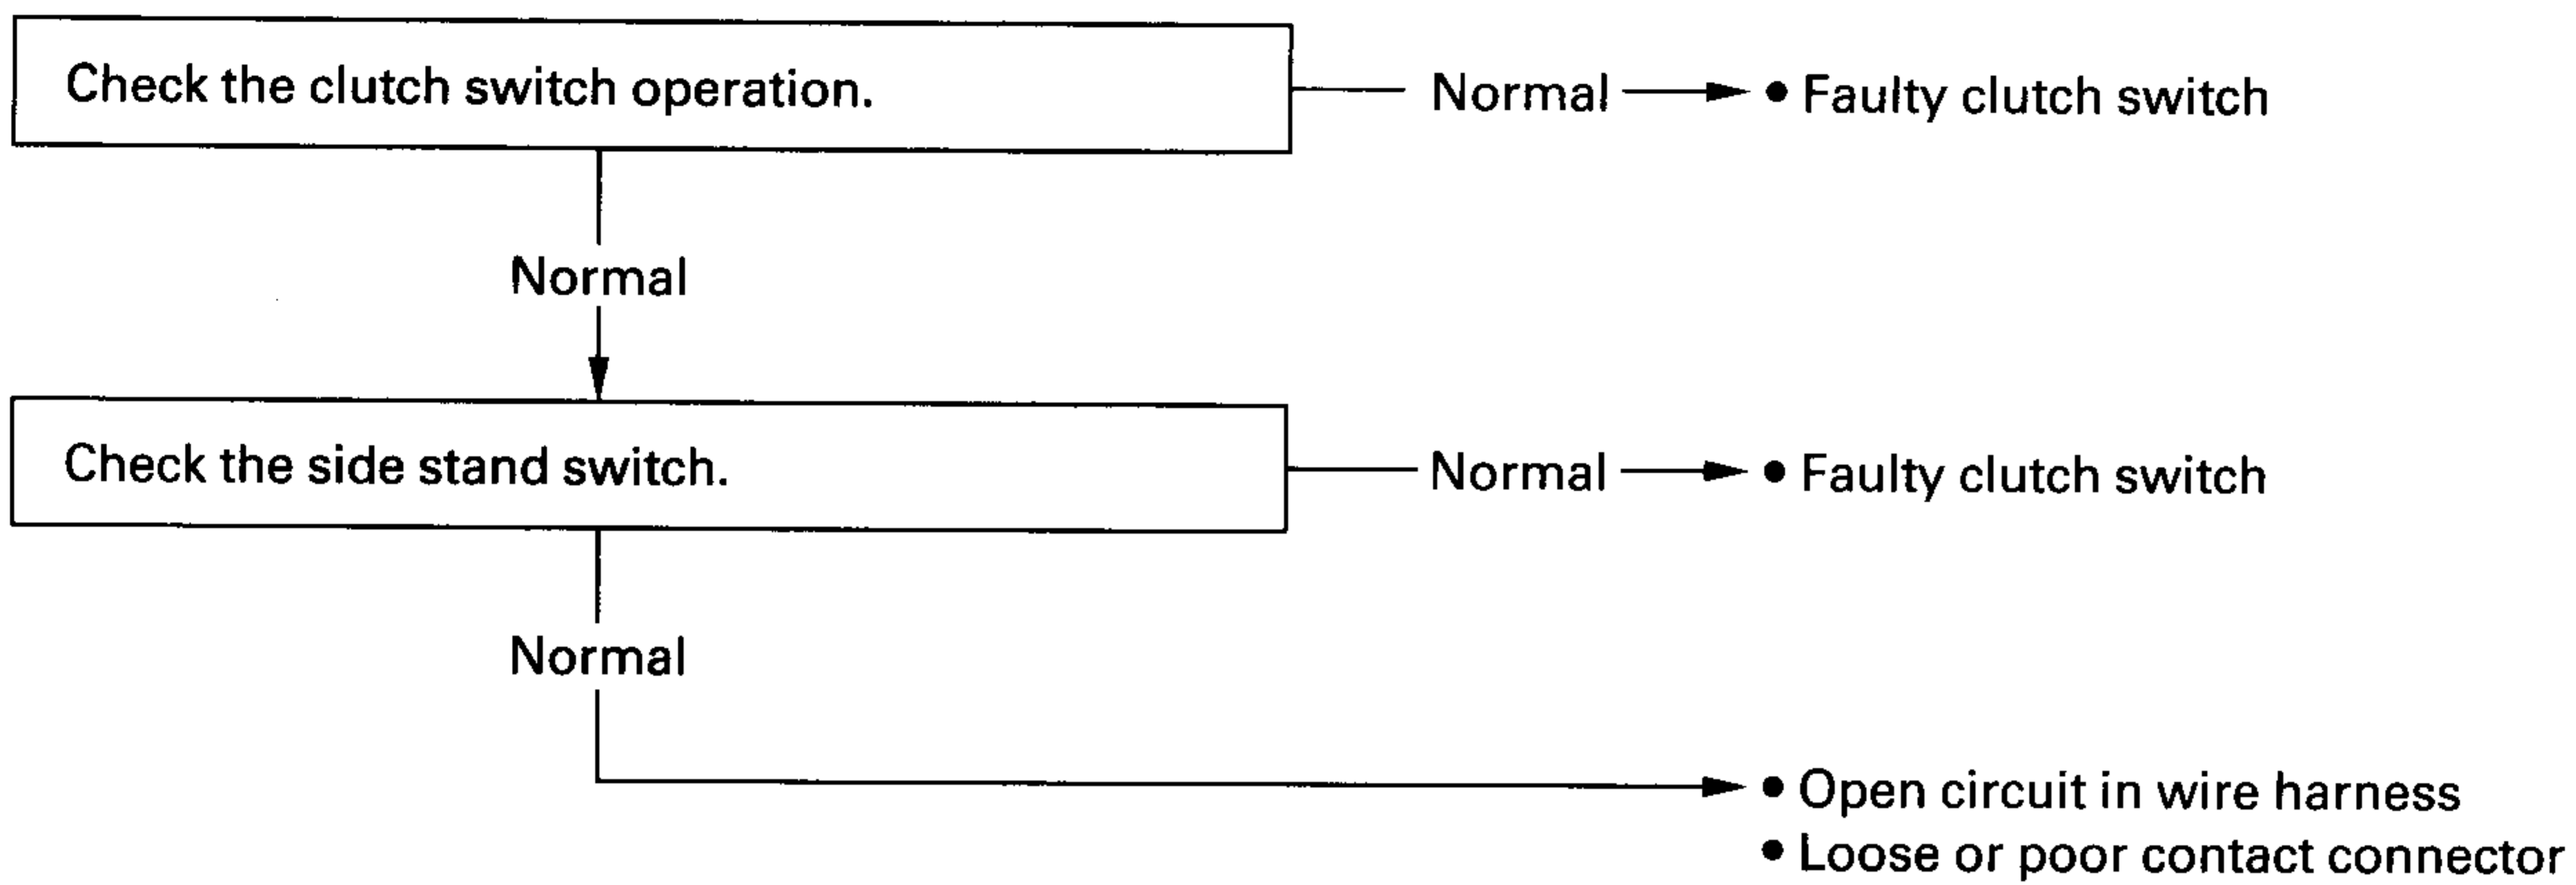 Check the clutch switch operation.
Normal
• Faulty clutch switch
Normal
Check the side stand switch.
Normal
• Faulty clutch switch
Normal
• Open circuit in wire harness
• Loose or poor contact connector